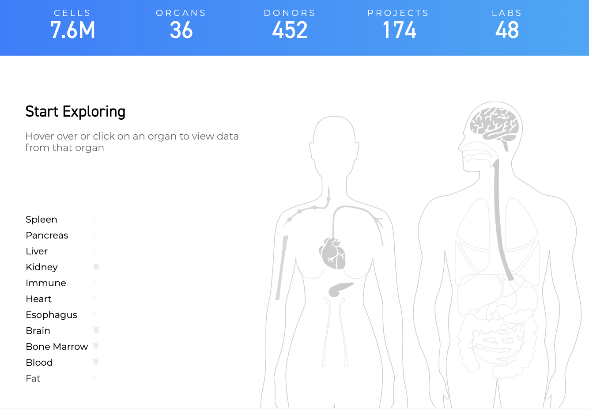 CELLS ORGANS DONORS PROJECTS LABS
7.6M 36 452 174 48
Start Exploring
Hover over or click on an organ to view data
from that organ
Spleen
Pancreas
Liver
Kidney
Immune
Heart
Esophagus
Brain
Bone Marrow
Blood
Fat